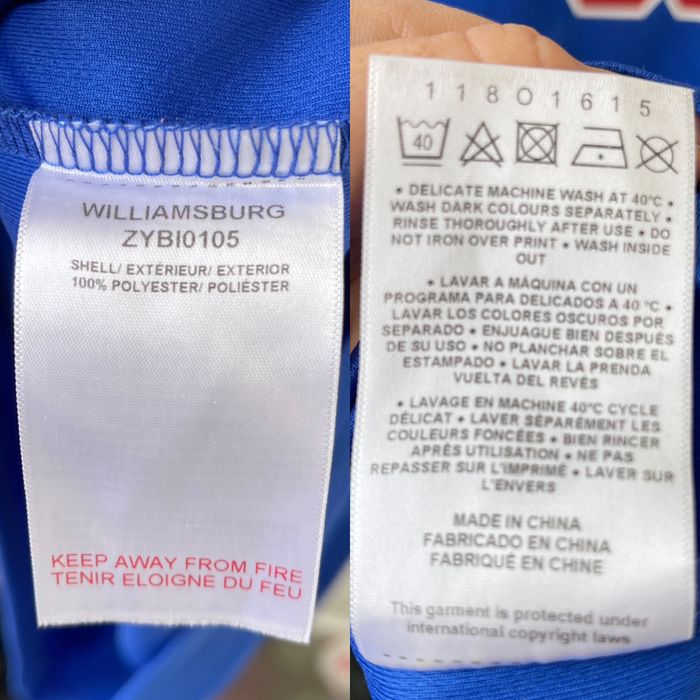 WILLIAMSBURG
ZYBI0105
SHELL/ EXTÉRIEUR/ EXTERIOR
100% POLYESTER/ POLIÉSTER
KEEP AWAY FROM FIRE
TENIR ELOIGNE DU FEU
11801615
40
• DELICATE MACHINE WASH AT 40°C •
WASH DARK COLOURS SEPARATELY •
RINSE THOROUGHLY AFTER USE • DO
NOT IRON OVER PRINT • WASH INSIDE
OUT
• LAVAR A MÁQUINA CON UN
PROGRAMA PARA DELICADOS A 40 °C •
LAVAR LOS COLORES OSCUROS POR
SEPARADO • ENJUAGUE BIEN DESPUÉS
DE SU USO • NO PLANCHAR SOBRE EL
ESTAMPADO • LAVAR LA PRENDA
VUELTA DEL REVÉS
• LAVAGE EN MACHINE 40°C CYCLE
DÉLICAT • LAVER SÉPARÉMENT LES
COULEURS FONCÉES • BIEN RINCER
APRÈS UTILISATION • NE PAS
REPASSER SUR L'IMPRIMÉ • LAVER SUR
L'ENVERS
MADE IN CHINA
FABRICADO EN CHINA
FABRIQUÉ EN CHINE
This garment is protected under
international copyright laws